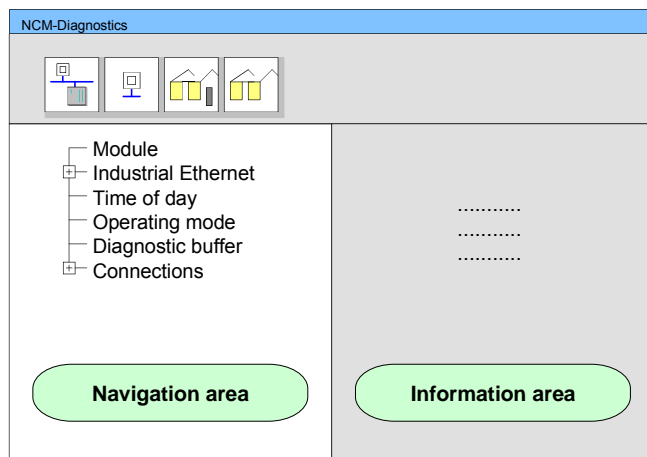 NCM-Diagnostics
Module
Industrial Ethernet
Time of day
Operating mode
Diagnostic buffer
Connections
...........
...........
...........
Navigation area
Information area